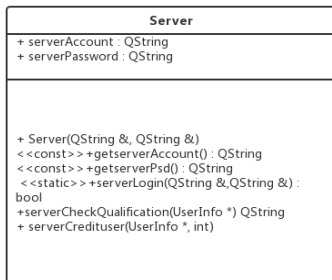 Server
+ serverAccount : QString
+ serverPassword : QString
+ Server(QString &, QString &)
<<const>>+getserverAccount() : QString
<<const>>+getserverPsd() : QString
<<static>>+serverLogin(QString &,QString &) :
bool
+serverCheckQualification(UserInfo *) QString
+ serverCredituser(UserInfo *, int)